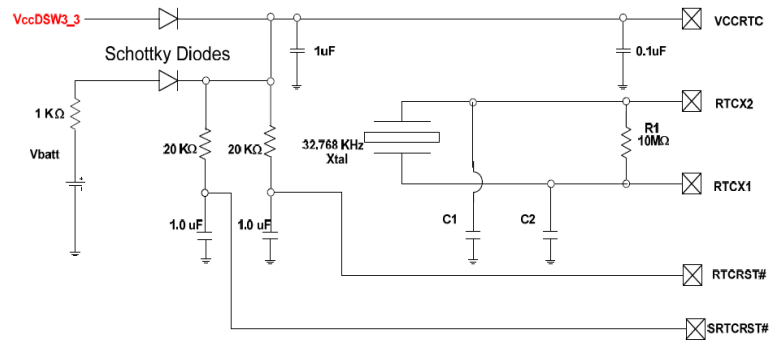 VccDSW3_3
VCCRTC
Schottky Diodes
1uF
0.1uF
RTCX2
1 KΩ
R1
10MΩ
20 KΩ
20 KΩ
32.768 KHz
Xtal
Vbatt
RTCX1
+
1.0 uF
1.0 uF
C1
C2
RTCRST#
SRTCRST#